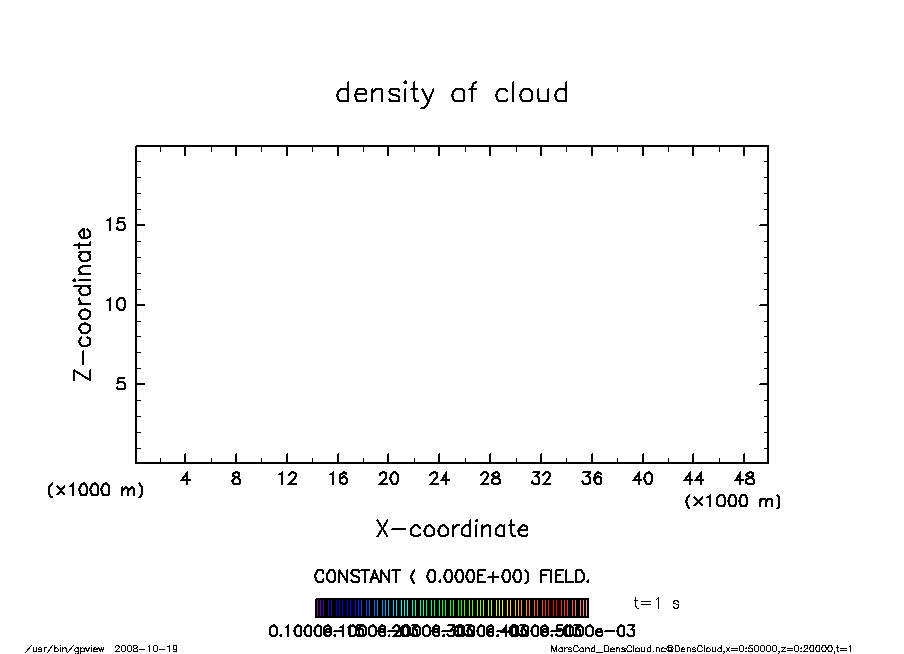 density of cloud
15
10
5
Z-coordinate
4 8 12 16 20 24 28 32 36 40 44 48
(×1000 m)
(×1000 m)
X-coordinate
CONSTANT ( 0.000E+00) FIELD.
t=1 s
/usr/bin/gpview 2008-10-19
MarsCond_DensCloud.nc@DensCloud,x=0:50000,z=0:20000,t=1